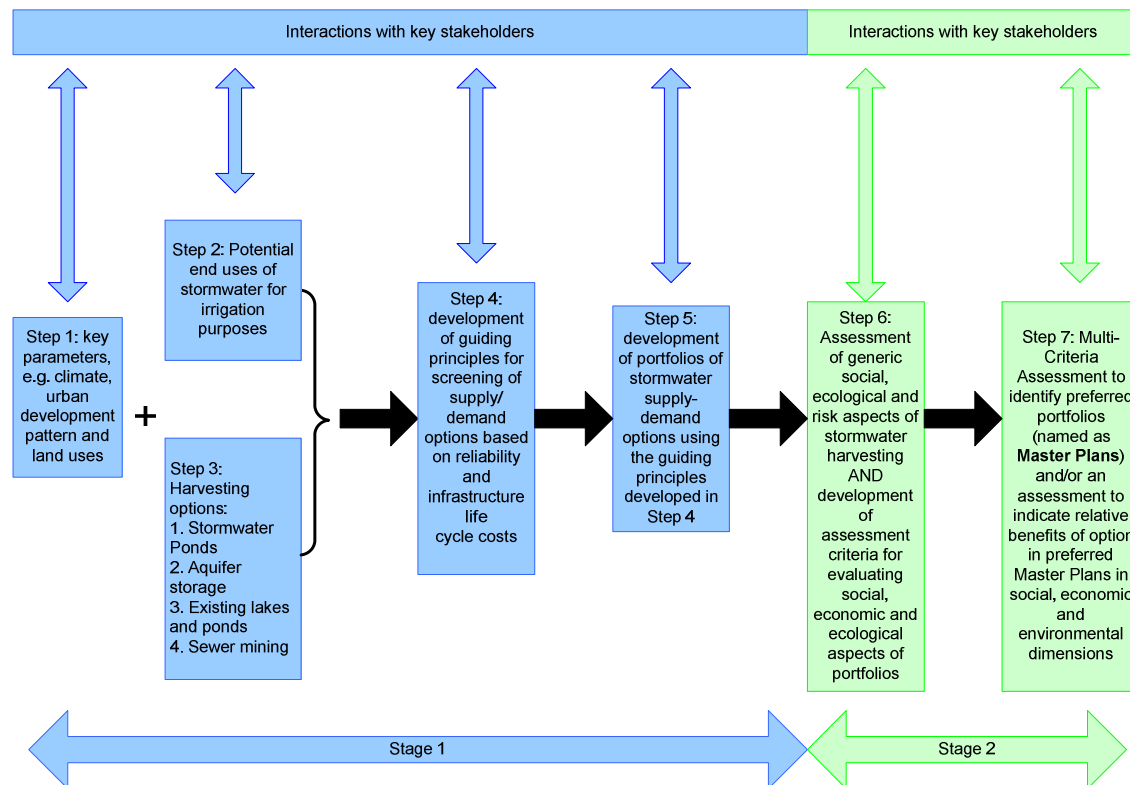 Interactions with key stakeholders
Interactions with key stakeholders
Step 1: key
parameters,
e.g. climate,
urban
development
pattern and
land uses
+
Step 2: Potential
end uses of
stormwater for
irrigation
purposes
Step 3:
Harvesting
options:
1. Stormwater
Ponds
2. Aquifer
storage
3. Existing lakes
and ponds
4. Sewer mining
Step 4:
development
of guiding
principles for
screening of
supply/
demand
options based
on reliability
and
infrastructure
life
cycle costs
Step 5:
development
of portfolios of
stormwater
supply-
demand
options using
the guiding
principles
developed in
Step 4
Step 6:
Assessment
of generic
social,
ecological and
risk aspects of
stormwater
harvesting
AND
development
of
assessment
criteria for
evaluating
social,
economic and
ecological
aspects of
portfolios
Step 7: Multi-
Criteria
Assessment to
identify preferred
portfolios
(named as
Master Plans)
and/or an
assessment to
indicate relative
benefits of option
in preferred
Master Plans in
social, economic
and
environmental
dimensions
Stage 1
Stage 2